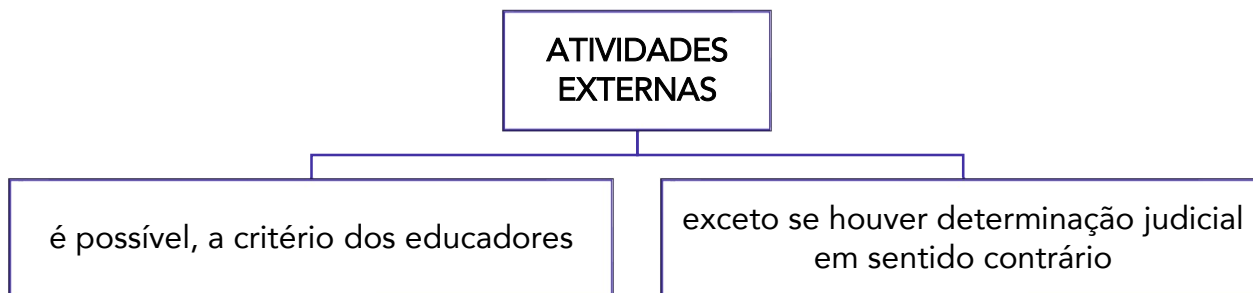 ATIVIDADES
EXTERNAS
é possível, a critério dos educadores
exceto se houver determinação judicial
em sentido contrário